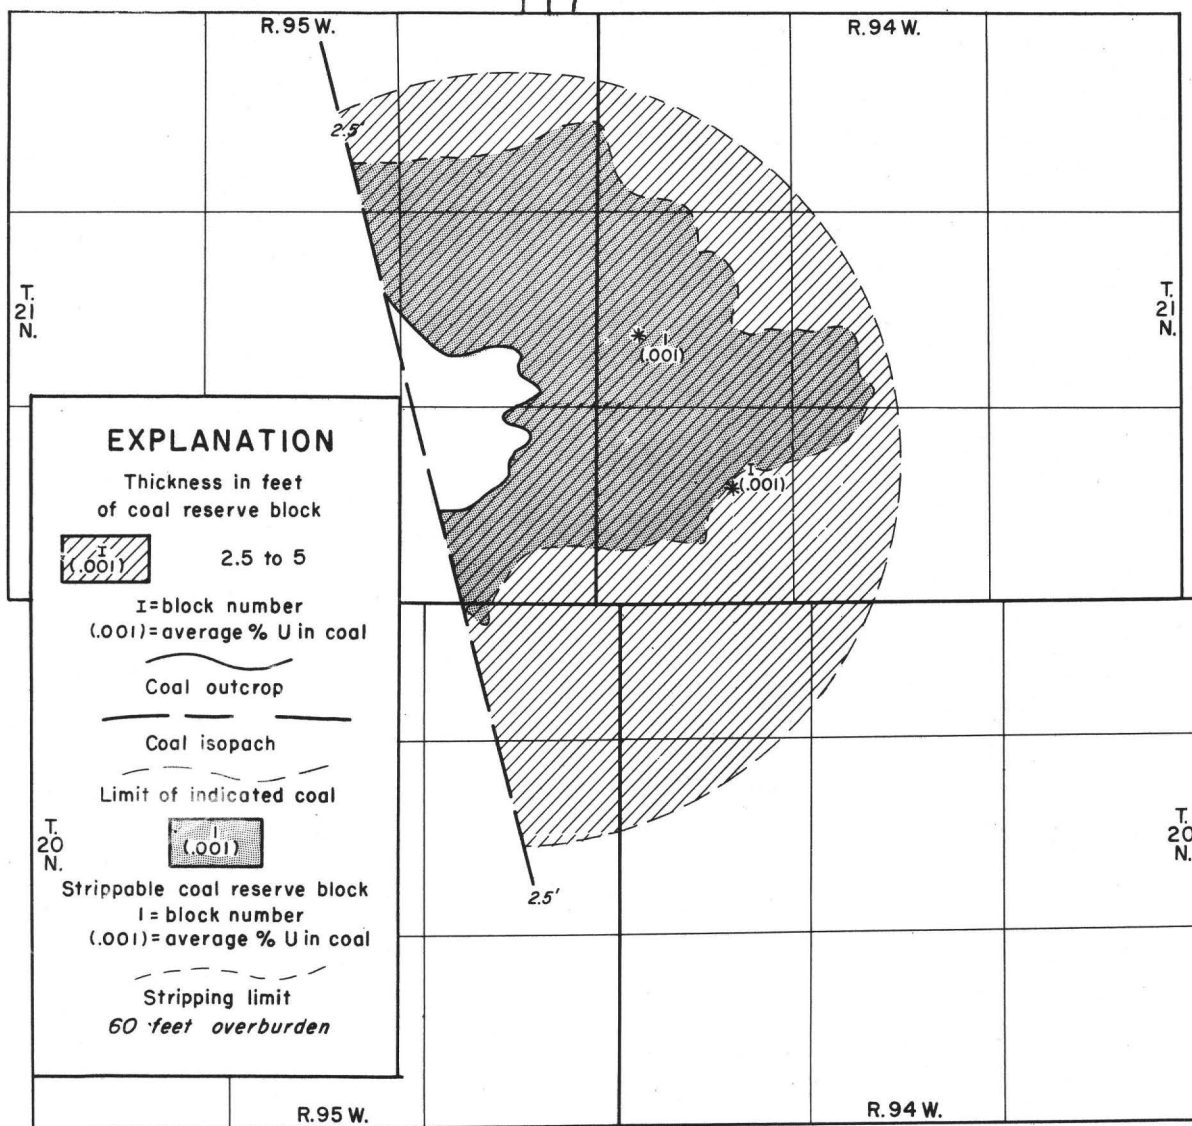 R.95 W.
R.94 W.
2.5'
T.
21
N.
T.
21
N.
1
(.001)
I
(.001)
EXPLANATION
Thickness in feet
of coal reserve block
I
(.001)
2.5 to 5
I=block number
(.001)=average % U in coal
Coal outcrop
Coal isopach
Limit of indicated coal
1
(.001)
Strippable coal reserve block
1=block number
(.001)=average % U in coal
Stripping limit
60 feet overburden
T.
20
N.
T.
20
N.
2.5'
R.95 W.
R.94 W.